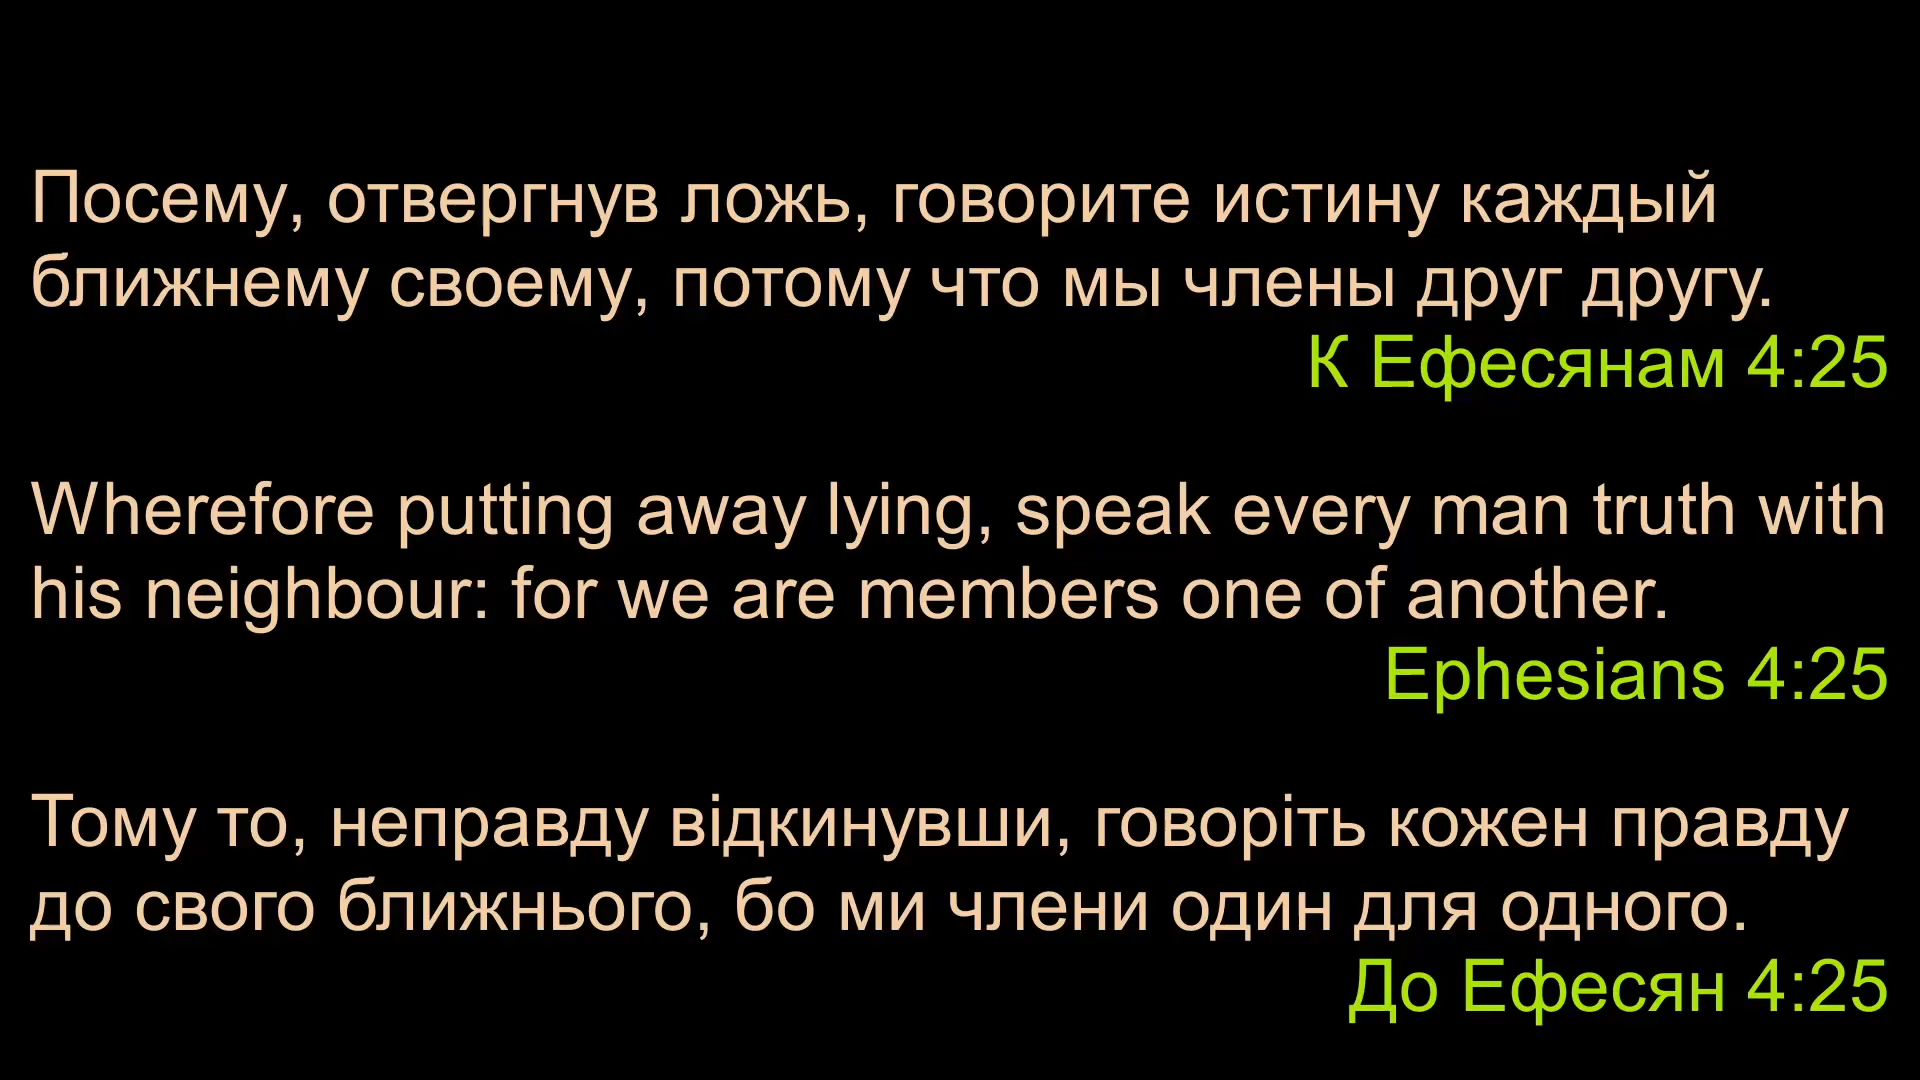 Посему, отвергнув ложь, говорите истину каждый
ближнему своему, потому что мы члены друг другу.
К Ефесянам 4:25
Wherefore putting away lying, speak every man truth with
his neighbour: for we are members one of another.
Ephesians 4:25
Тому то, неправду відкинувши, говоріть кожен правду
до свого ближнього, бо ми члени один для одного.
До Ефесян 4:25